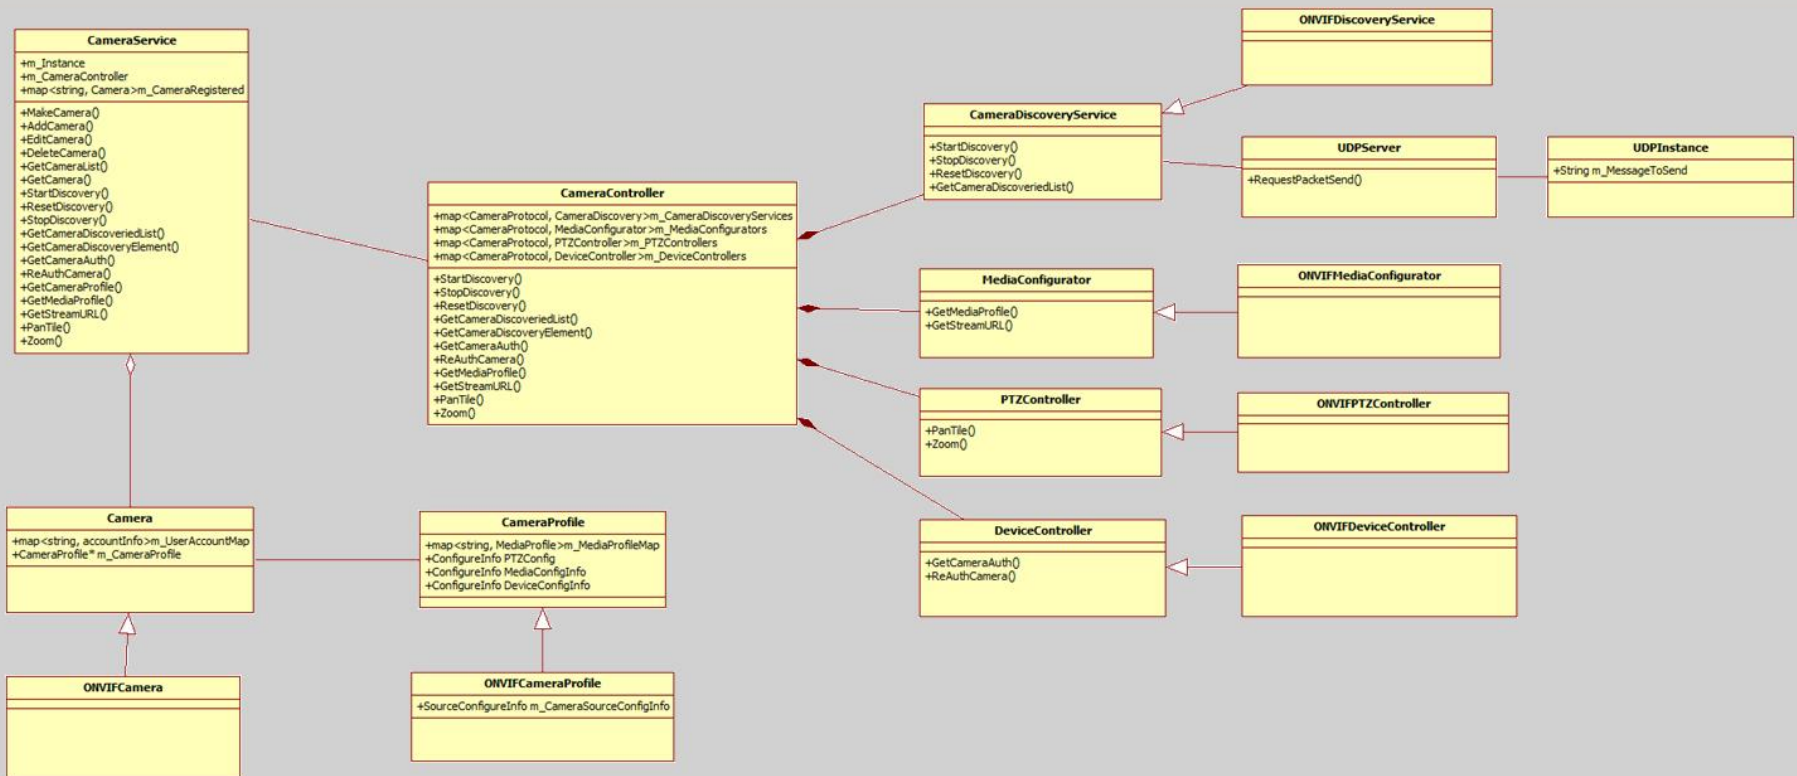 CameraService
+m_Instance
+m_CameraController
+map<string, Camera>m_CameraRegistered
+MakeCamera()
+AddCamera()
+EditCamera()
+DeleteCamera()
+GetCameraList()
+GetCamera()
+StartDiscovery()
+ResetDiscovery()
+StopDiscovery()
+GetCameraDiscoveriedList()
+GetCameraDiscoveryElement()
+GetCameraAuth()
+ReAuthCamera()
+GetCameraProfile()
+GetMediaProfile()
+GetStreamURL()
+PanTile()
+Zoom()
CameraController
+map<CameraProtocol, CameraDiscovery>m_CameraDiscoveryServices
+map<CameraProtocol, MediaConfigurator>m_MediaConfigurators
+map<CameraProtocol, PTZController>m_PTZControllers
+map<CameraProtocol, DeviceController>m_DeviceControllers
+StartDiscovery()
+StopDiscovery()
+ResetDiscovery()
+GetCameraDiscoveriedList()
+GetCameraDiscoveryElement()
+GetCameraAuth()
+ReAuthCamera()
+GetMediaProfile()
+GetStreamURL()
+PanTile()
+Zoom()
ONVIFDiscoveryService
CameraDiscoveryService
+StartDiscovery()
+StopDiscovery()
+ResetDiscovery()
+GetCameraDiscoveriedList()
UDPServer
+RequestPacketSend()
UDPInstance
+String m_MessageToSend
MediaConfigurator
+GetMediaProfile()
+GetStreamURL()
ONVIFMediaConfigurator
PTZController
+PanTile()
+Zoom()
ONVIFPTZController
DeviceController
+GetCameraAuth()
+ReAuthCamera()
ONVIFDeviceController
Camera
+map<string, accountInfo>m_UserAccountMap
+CameraProfile* m_CameraProfile
CameraProfile
+map<string, MediaProfile>m_MediaProfileMap
+ConfigureInfo PTZConfig
+ConfigureInfo MediaConfigInfo
+ConfigureInfo DeviceConfigInfo
ONVIFCamera
ONVIFCameraProfile
+SourceConfigureInfo m_CameraSourceConfigInfo